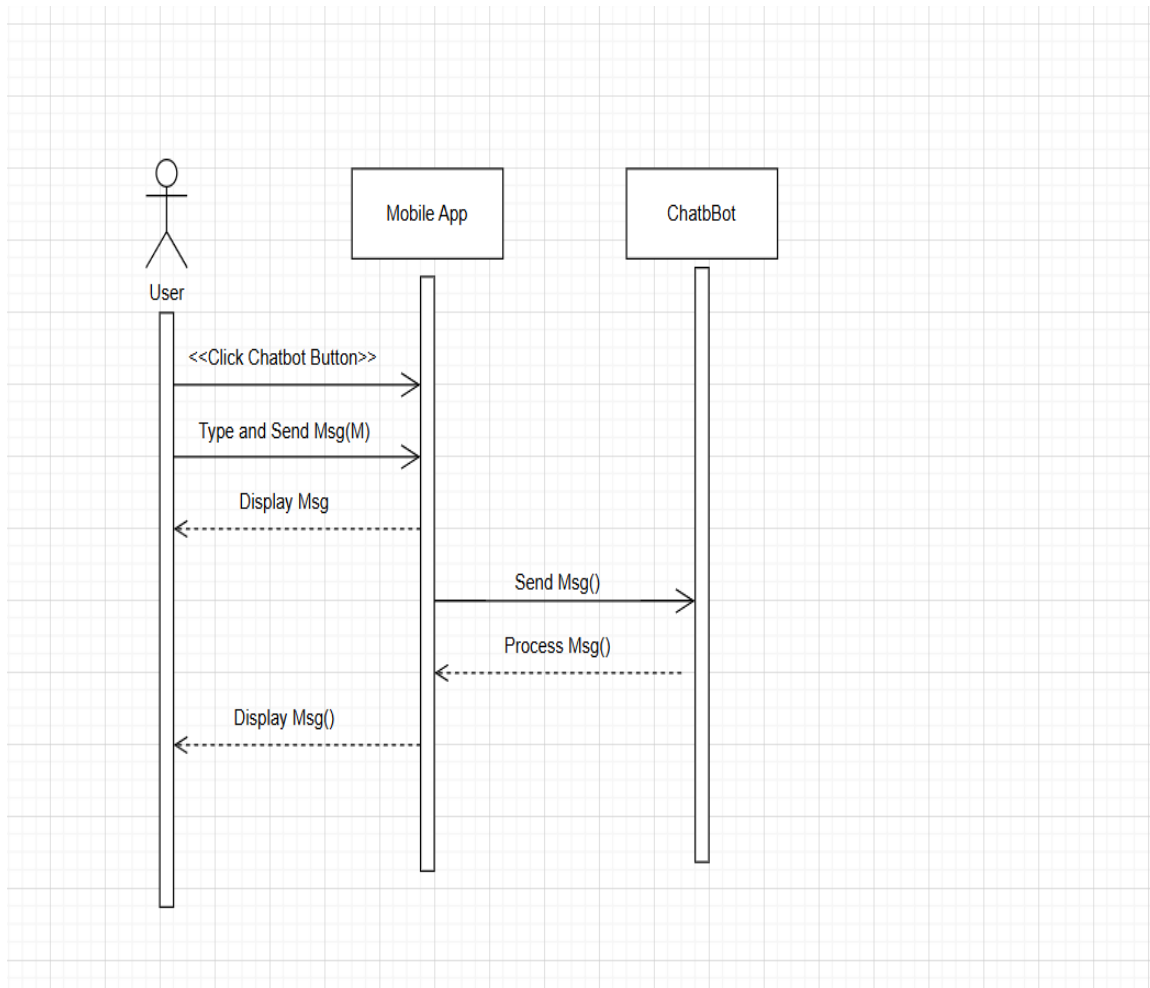 Mobile App
ChatbBot
User
<<Click Chatbot Button>>
Type and Send Msg(M)
Display Msg
Send Msg()
Process Msg()
Display Msg()